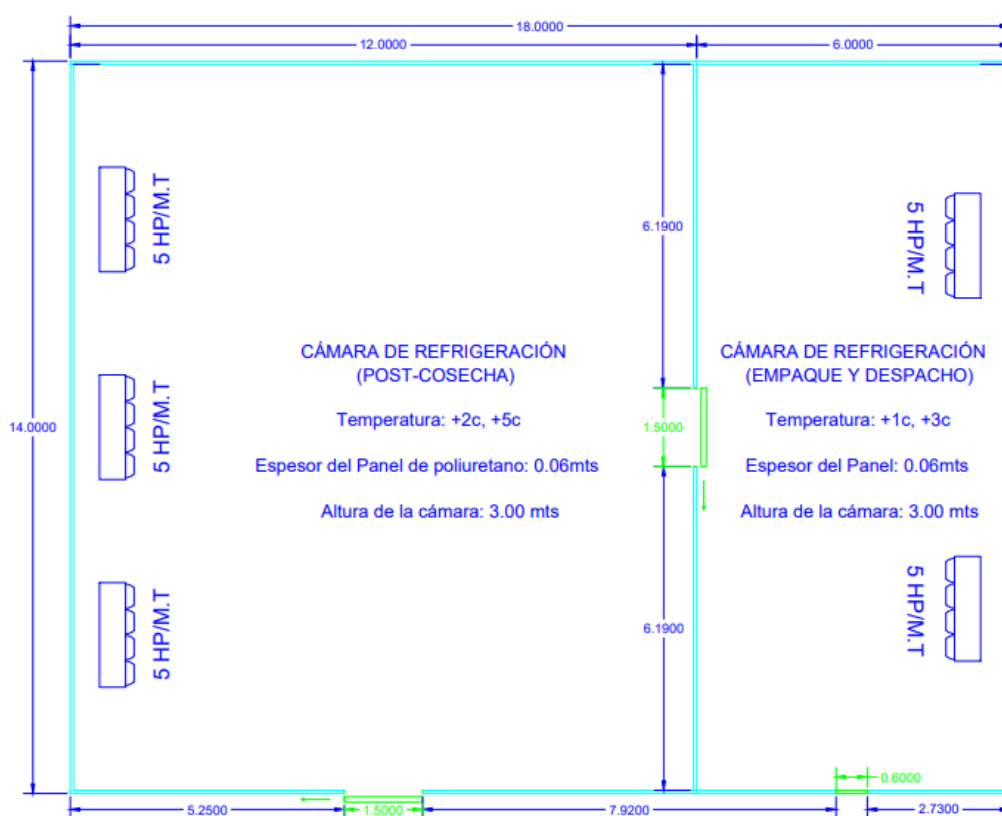 18.0000
12.0000
6.0000
5 HP/M.T
6.1900
5 HP/M.T
CÁMARA DE REFRIGERACIÓN
(POST-COSECHA)
Temperatura: +2c, +5c
Espesor del Panel de poliuretano: 0.06mts
Altura de la cámara: 3.00 mts
CÁMARA DE REFRIGERACIÓN
(EMPAQUE Y DESPACHO)
Temperatura: +1c, +3c
Espesor del Panel: 0.06mts
Altura de la cámara: 3.00 mts
14.0000
5 HP/M.T
1.5000
5 HP/M.T
6.1900
5 HP/M.T
0.6000
5.2500
1.5000
7.9200
2.7300